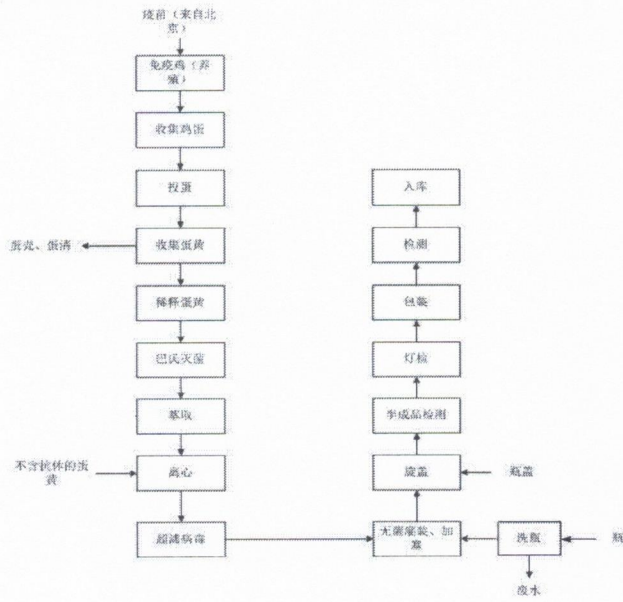 疫苗（来自北
京）
免疫鸡（养
殖）
收集鸡蛋
投蛋
蛋壳、蛋清
收集蛋黄
稀释蛋黄
巴氏灭菌
萃取
不含抗体的蛋
黄
离心
超滤病毒
入库
检测
包装
灯检
半成品检测
旋盖
瓶盖
无菌灌装、加
塞
洗瓶
瓶
废水